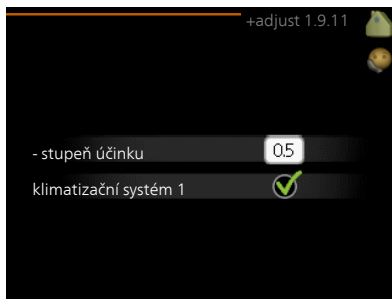 +adjust 1.9.11
- stupeň účinku 0.5
klimatizační systém 1